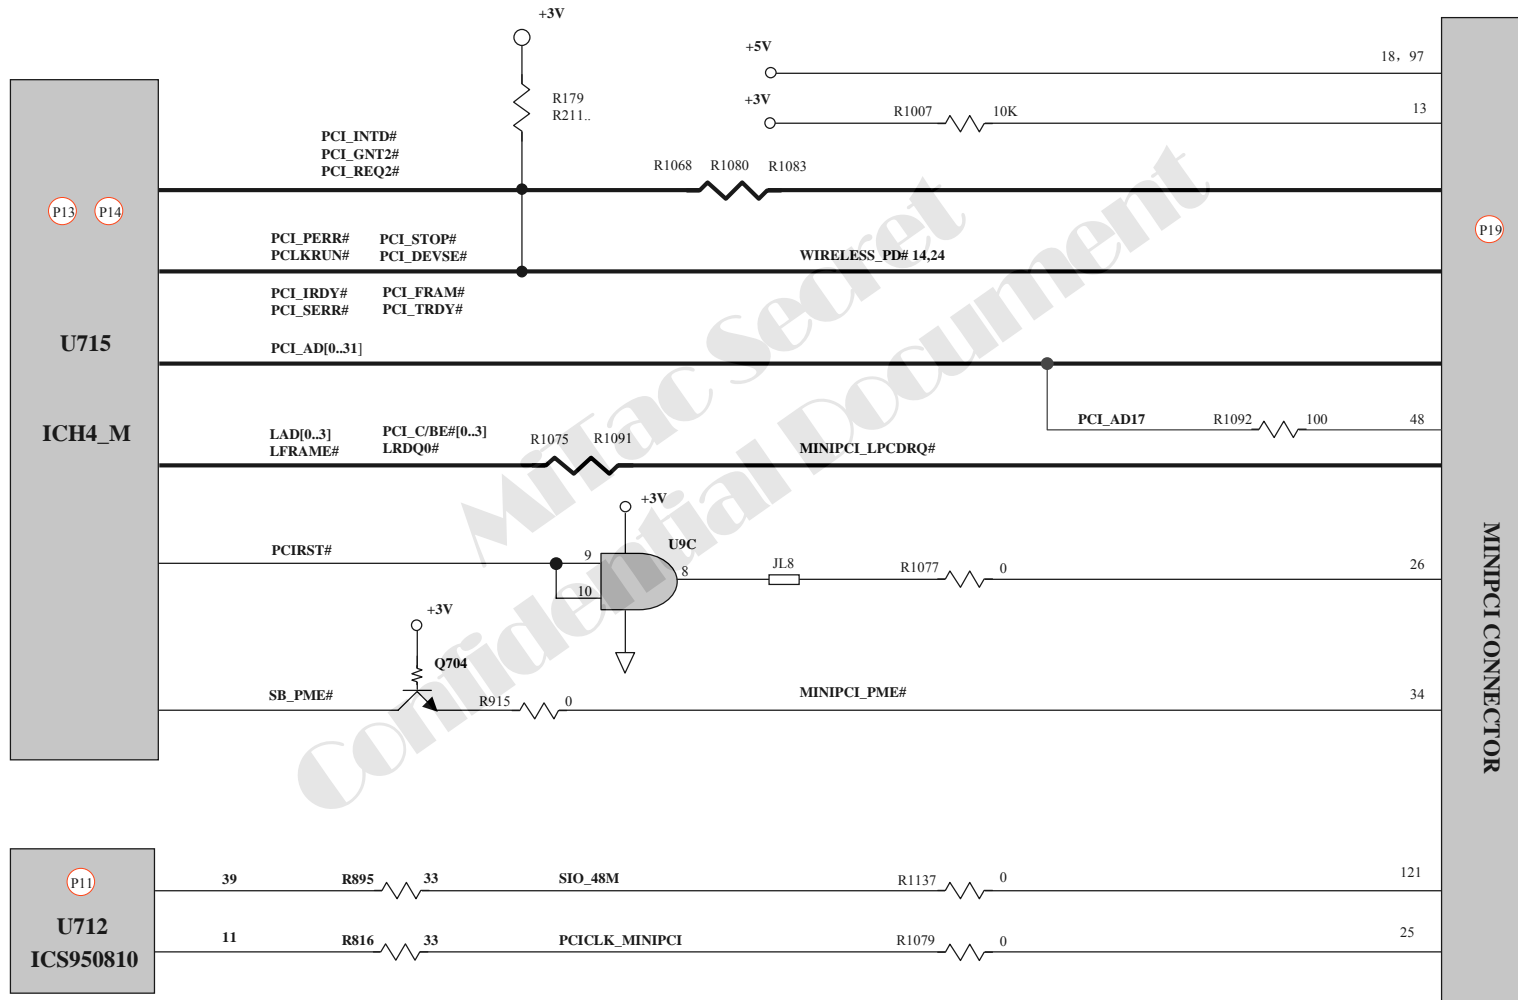 +3V
+5V
18，97
R179
R211..
+3V
R1007
10K
13
PCI_INTD#
PCI_GNT2#
PCI_REQ2#
R1068
R1080
R1083
P13
P14
P19
PCI_PERR#
PCI_STOP#
PCLKRUN#
PCI_DEVSE#
WIRELESS_PD# 14,24
PCI_IRDY#
PCI_FRAM#
PCI_SERR#
PCI_TRDY#
U715
PCI_AD[0..31]
ICH4_M
PCI_AD17
R1092
100
48
LAD[0..3]
PCI_C/BE#[0..3]
LFRAME#
LRDQ0#
R1075
R1091
MINIPCI_LPCDRQ#
+3V
U9C
PCIRST#
9
10
8
JL8
R1077
0
26
+3V
Q704
SB_PME#
R915
0
MINIPCI_PME#
34
MINIPCI CONNECTOR
MiTac Secret
Confidential Document
P11
U712
ICS950810
39
R895
33
SIO_48M
R1137
0
121
11
R816
33
PCICLK_MINIPCI
R1079
0
25